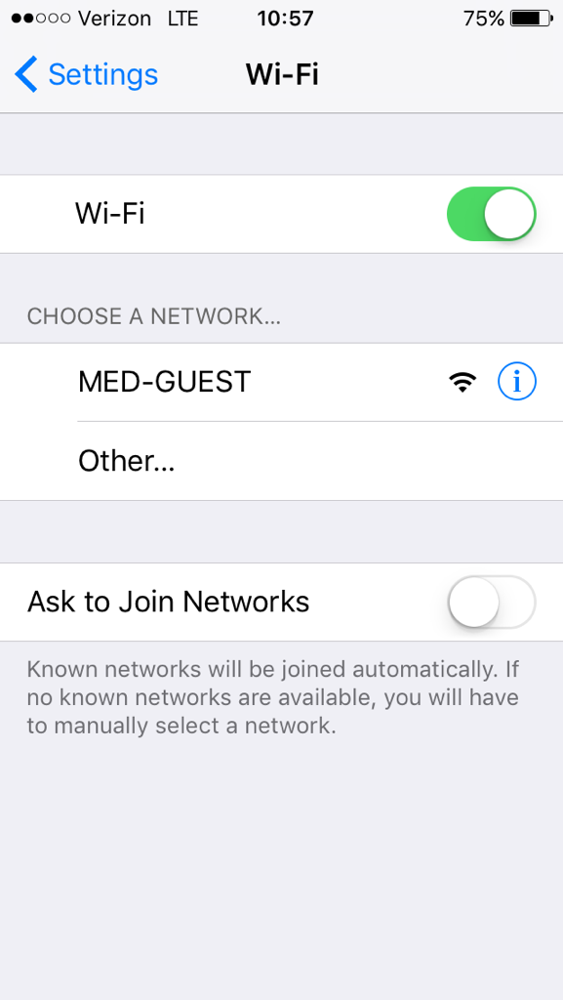 Verizon LTE 10:57 75%
Settings Wi-Fi
Wi-Fi
CHOOSE A NETWORK...
MED-GUEST i
Other...
Ask to Join Networks
Known networks will be joined automatically. If
no known networks are available, you will have
to manually select a network.